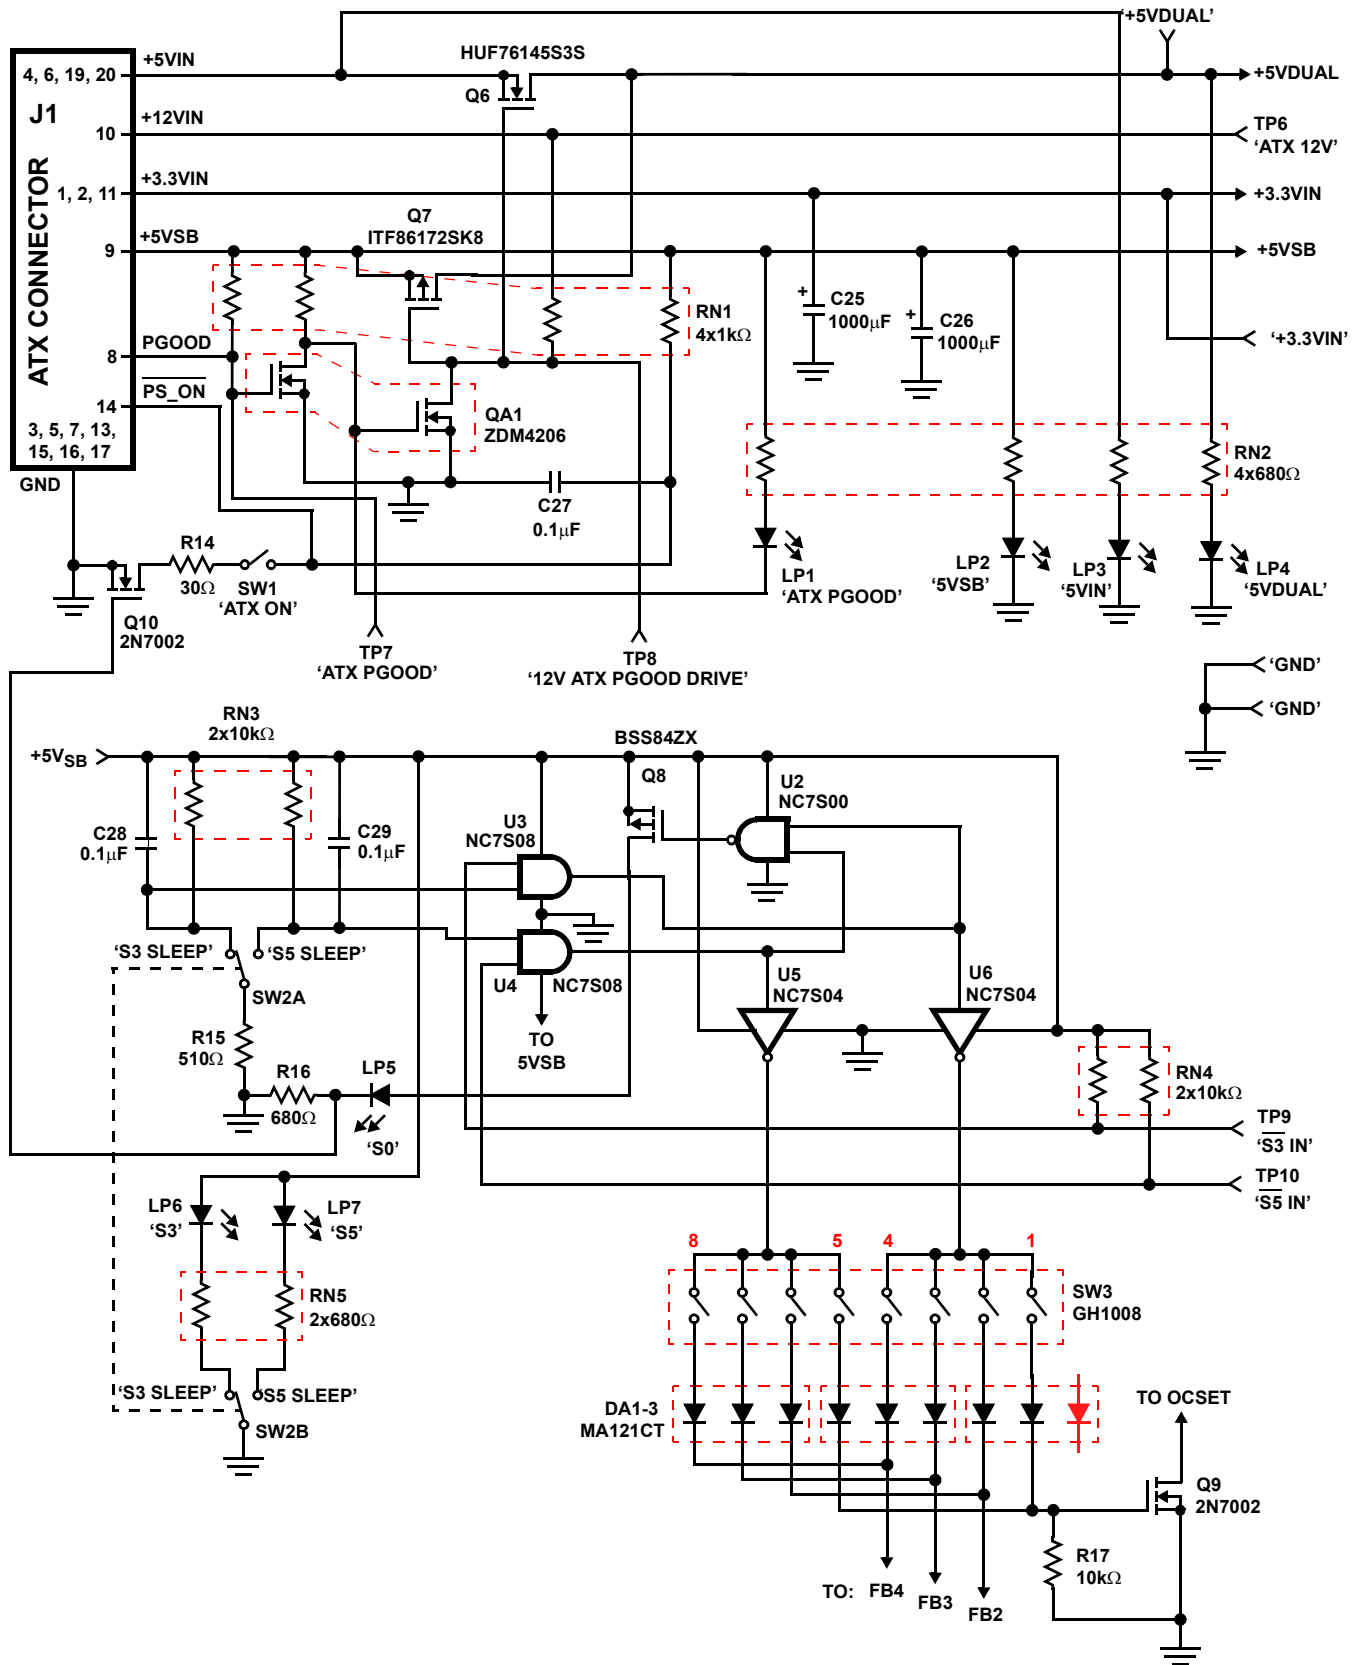 '+5VDUAL'
+5VIN
HUF76145S3S
4, 6, 19, 20
Q6
+5VDUAL
J1
+12VIN
10
TP6
'ATX 12V'
ATX CONNECTOR
+3.3VIN
1, 2, 11
+3.3VIN
Q7
ITF86172SK8
+5VSB
9
+5VSB
RN1
4x1kΩ
+
C25
1000µF
+
C26
1000µF
PGOOD
8
'+3.3VIN'
PS_ON
14
QA1
ZDM4206
3, 5, 7, 13,
15, 16, 17
GND
RN2
4x680Ω
C27
0.1µF
R14
30Ω
SW1
'ATX ON'
LP1
'ATX PGOOD'
LP2
'5VSB'
LP3
'5VIN'
LP4
'5VDUAL'
Q10
2N7002
TP7
'ATX PGOOD'
TP8
'12V ATX PGOOD DRIVE'
'GND'
'GND'
RN3
2x10kΩ
+5VSB
BSS84ZX
Q8
U2
NC7S00
C28
0.1µF
C29
0.1µF
U3
NC7S08
'S3 SLEEP'
'S5 SLEEP'
SW2A
U4
NC7S08
U5
NC7S04
U6
NC7S04
TO
5VSB
R15
510Ω
R16
680Ω
LP5
'S0'
RN4
2x10kΩ
TP9
'S3 IN'
TP10
'S5 IN'
LP6
'S3'
LP7
'S5'
8
5
4
1
RN5
2x680Ω
SW3
GH1008
'S3 SLEEP'
'S5 SLEEP'
SW2B
DA1-3
MA121CT
TO OCSET
Q9
2N7002
R17
10kΩ
TO:
FB4
FB3
FB2